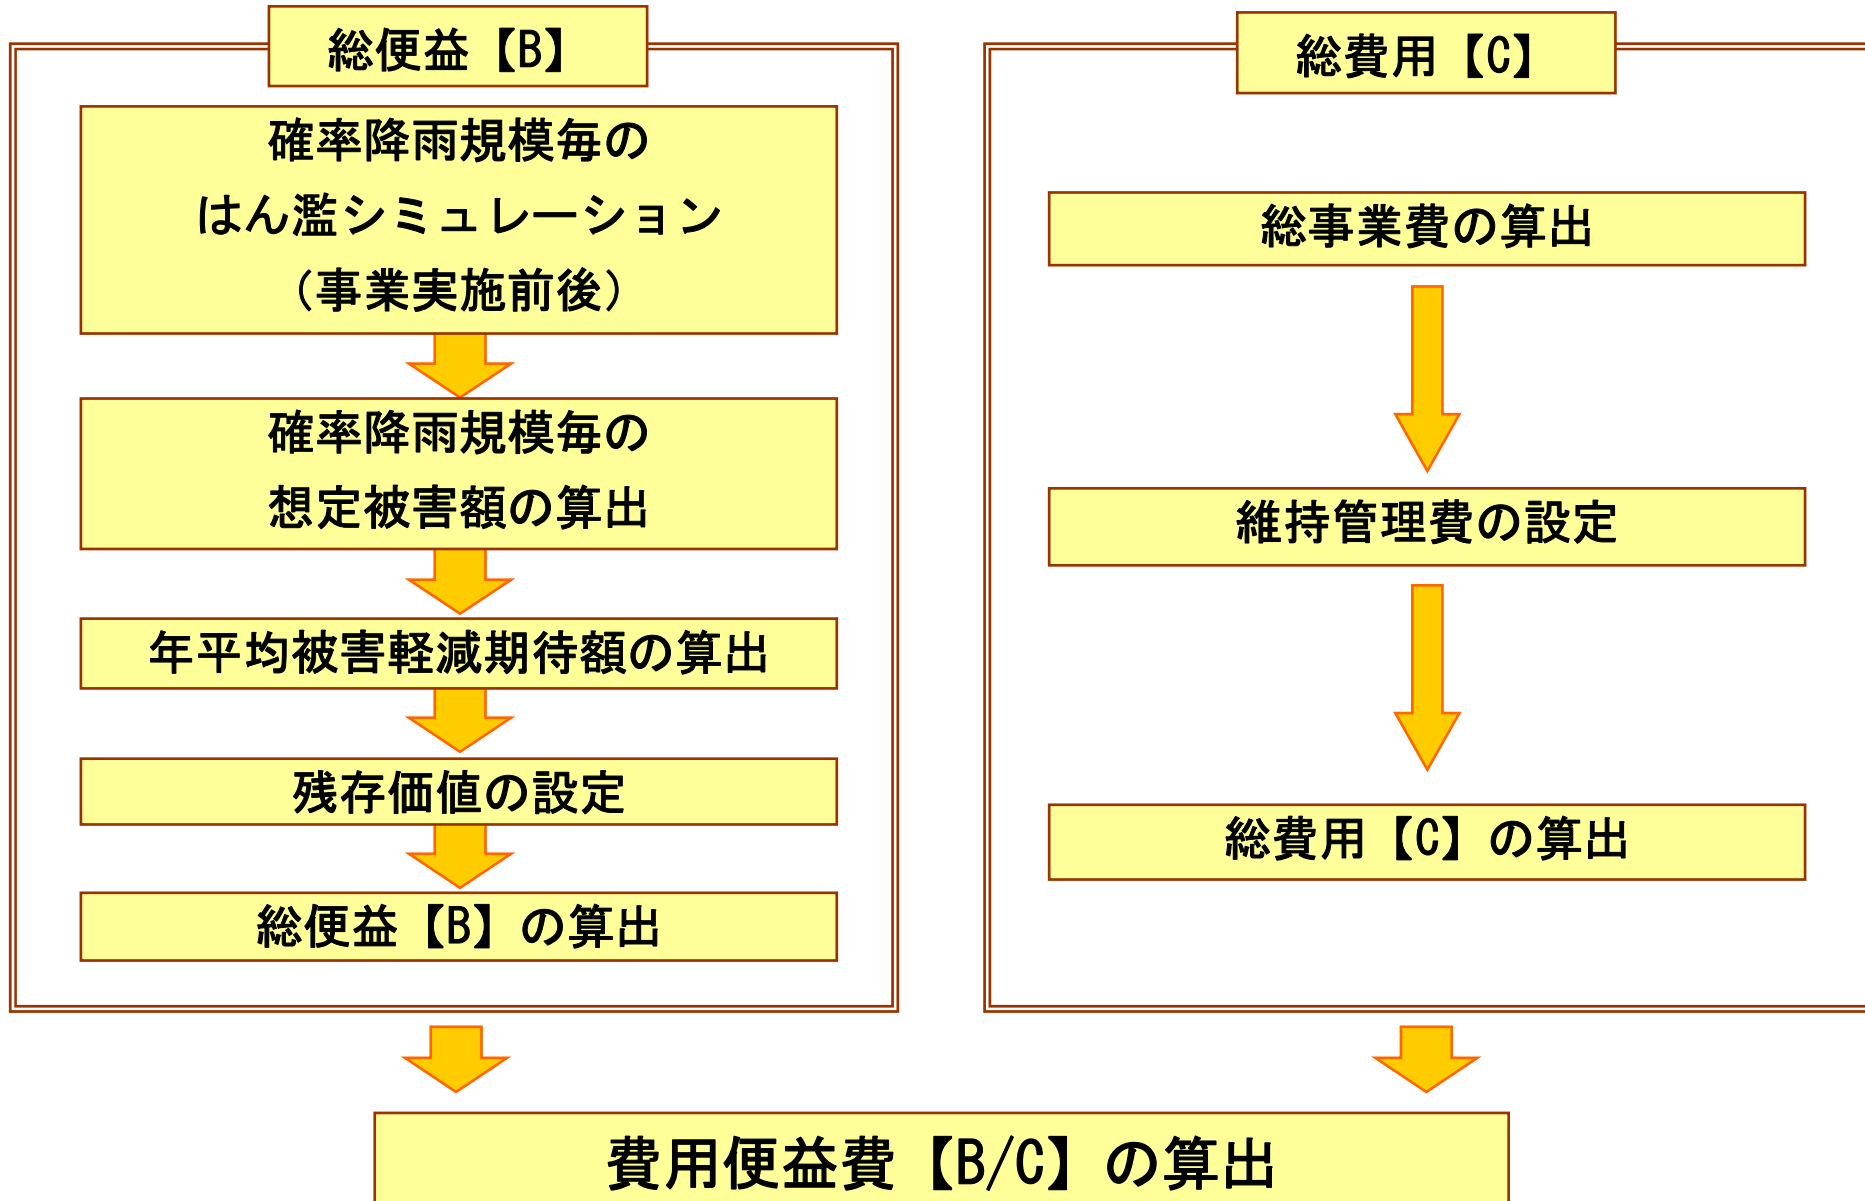 総便益【B】
確率降雨規模毎の
はん濫シミュレーション
（事業実施前後）
確率降雨規模毎の
想定被害額の算出
年平均被害軽減期待額の算出
残存価値の設定
総便益【B】の算出
総費用【C】
総事業費の算出
維持管理費の設定
総費用【C】の算出
費用便益費【B/C】の算出